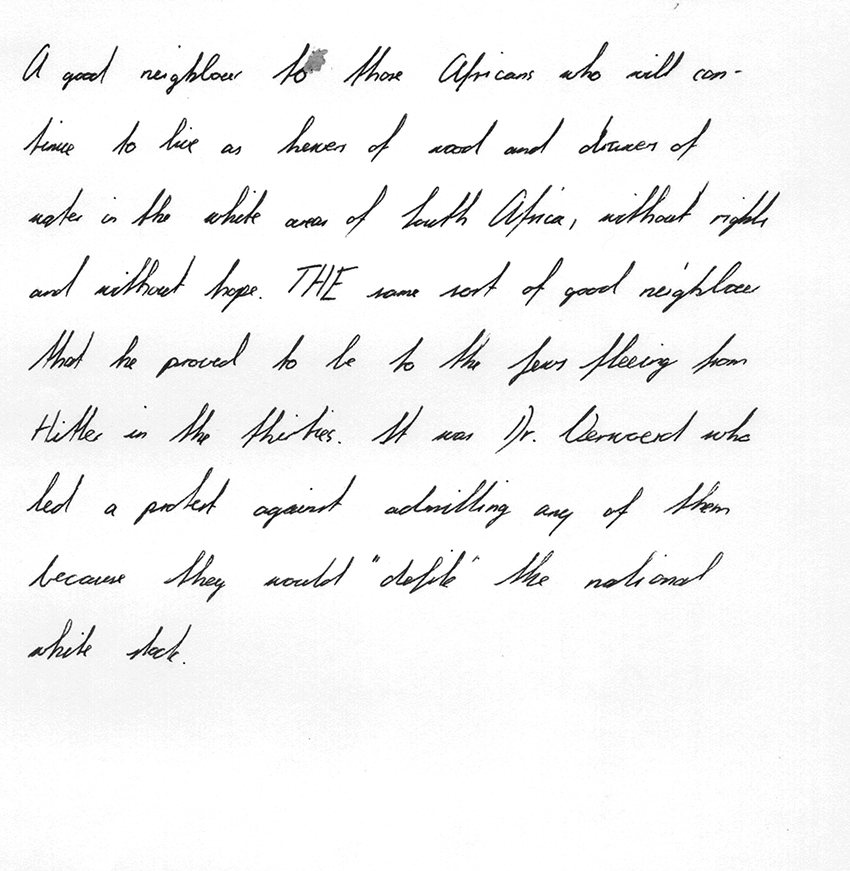 A good neighbour to those Africans who will con-
tinue to live as hewers of wood and drawers of
water in the white areas of South Africa, without rights
and without hope. THE same sort of good neighbour
that he proved to be to the Jews fleeing from
Hitler in the thirties. It was Dr. Verwoerd who
led a protest against admitting any of them
because they would "defile" the national
white stock.